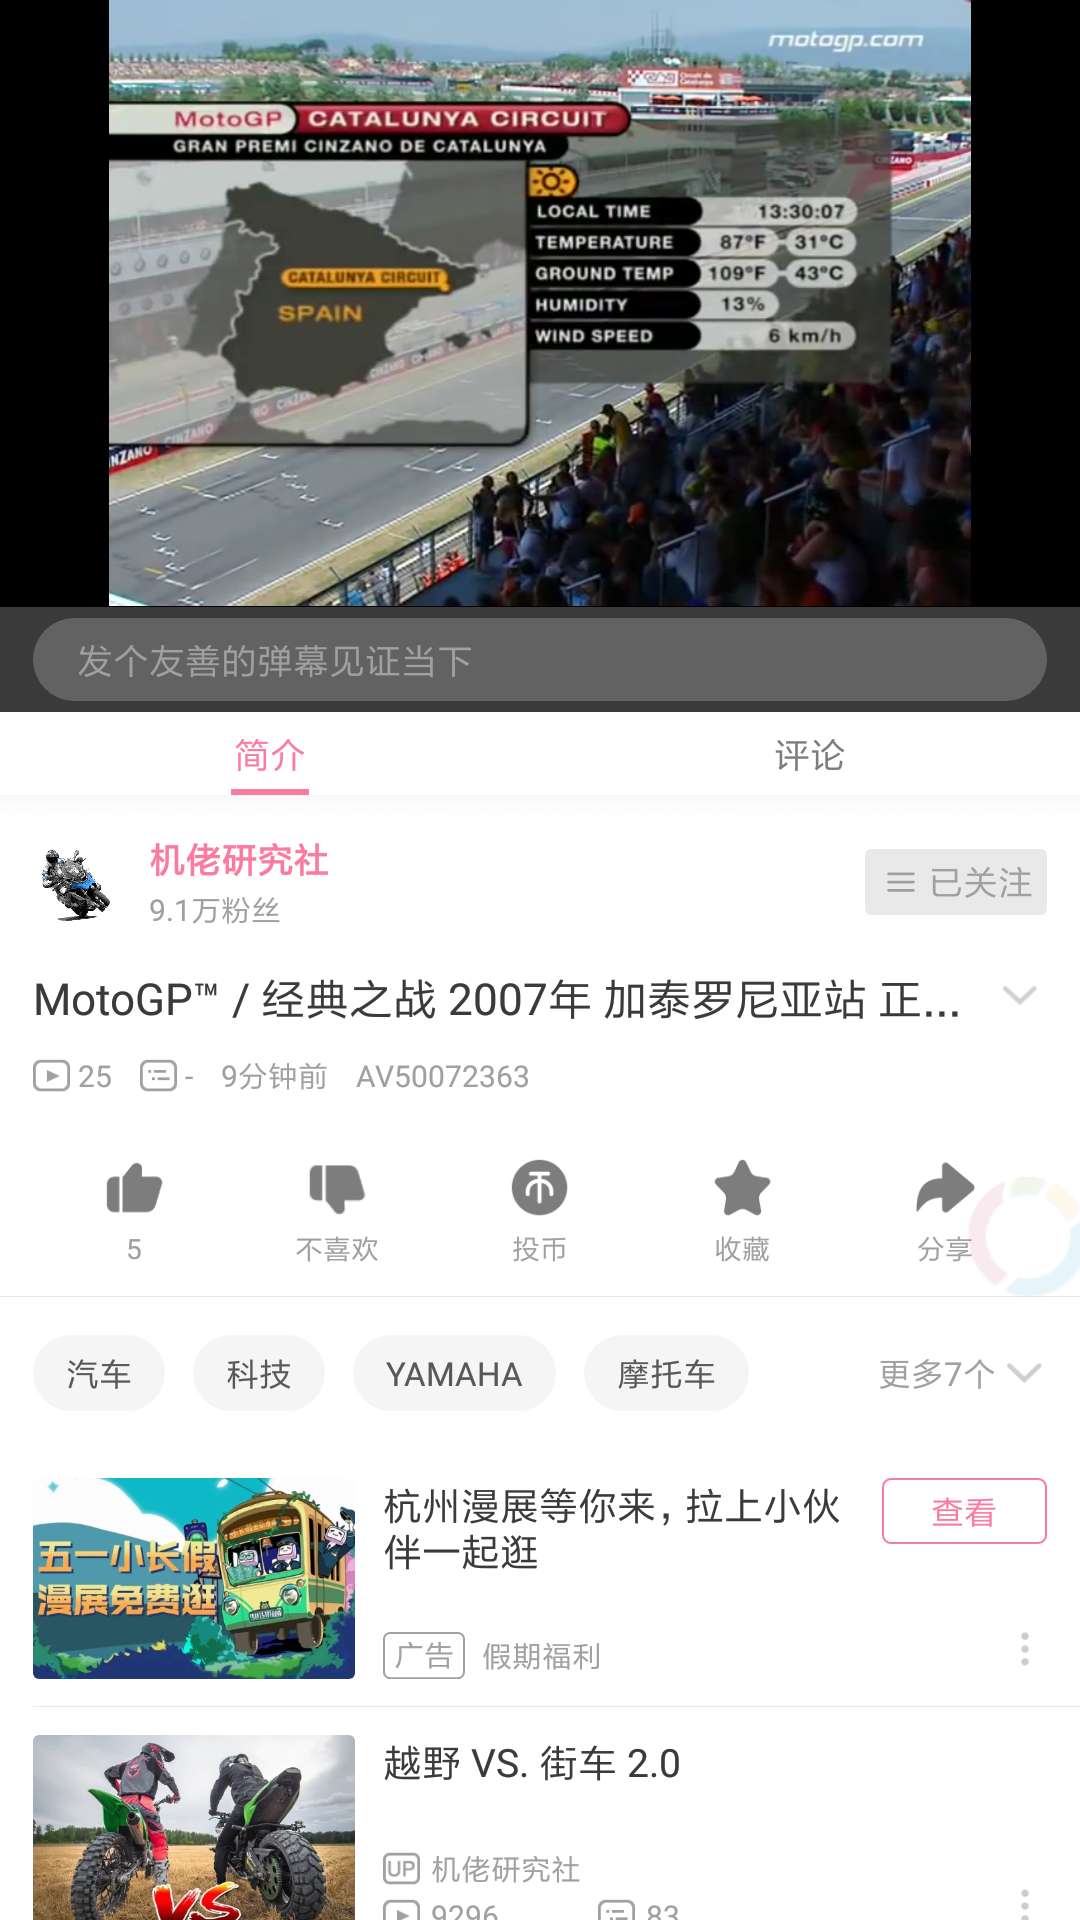 motogp.com
MotoGP CATALUNYA CIRCUIT
GRAN PREMI CINZANO DE CATALUNYA
LOCAL TIME 13:30:07
TEMPERATURE 87°F 31°C
GROUND TEMP 109°F 43°C
HUMIDITY 13%
WIND SPEED 6 km/h
CATALUNYA CIRCUIT
SPAIN
CINZANO
发个友善的弹幕见证当下
简介 评论
机佬研究社
9.1万粉丝
已关注
MotoGP™ / 经典之战 2007年 加泰罗尼亚站 正...
25 - 9分钟前 AV50072363
5 不喜欢 投币 收藏 分享
汽车 科技 YAMAHA 摩托车 更多7个
五一小长假
漫展免费逛
杭州漫展等你来，拉上小伙
伴一起逛
查看
广告 假期福利
VS
越野 VS. 街车 2.0
UP 机佬研究社
9296 83